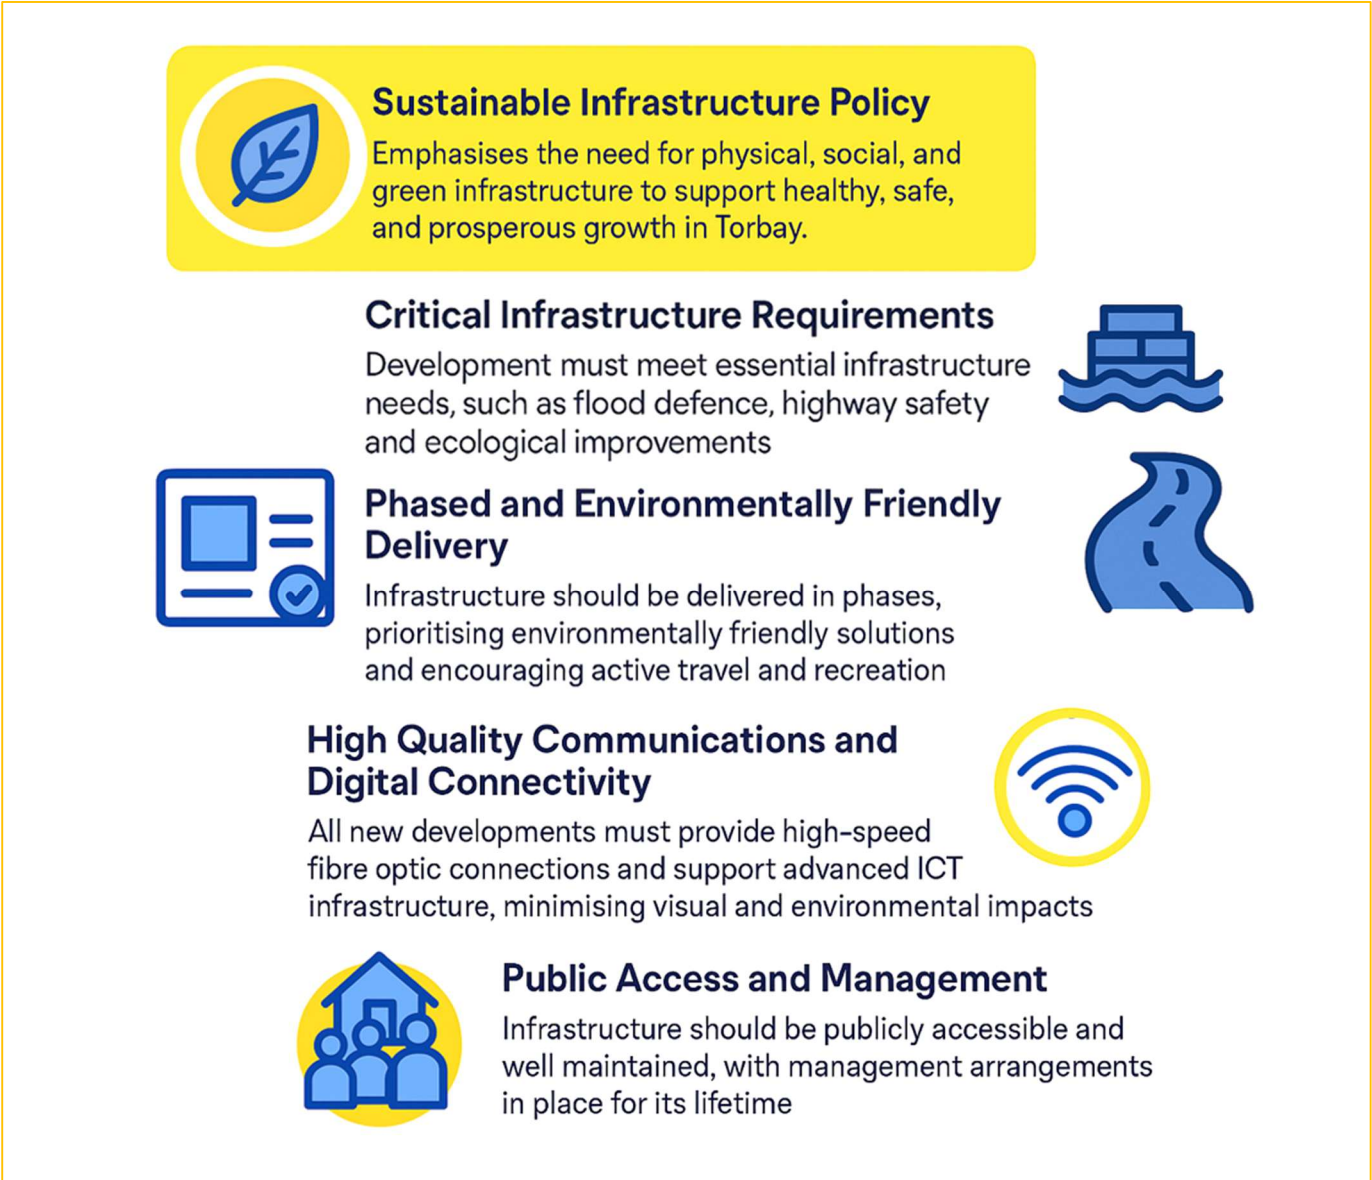 Sustainable Infrastructure Policy
Emphasises the need for physical, social, and
green infrastructure to support healthy, safe,
and prosperous growth in Torbay.
Critical Infrastructure Requirements
Development must meet essential infrastructure
needs, such as flood defence, highway safety
and ecological improvements
Phased and Environmentally Friendly
Delivery
Infrastructure should be delivered in phases,
prioritising environmentally friendly solutions
and encouraging active travel and recreation
High Quality Communications and
Digital Connectivity
All new developments must provide high-speed
fibre optic connections and support advanced ICT
infrastructure, minimising visual and environmental impacts
Public Access and Management
Infrastructure should be publicly accessible and
well maintained, with management arrangements
in place for its lifetime